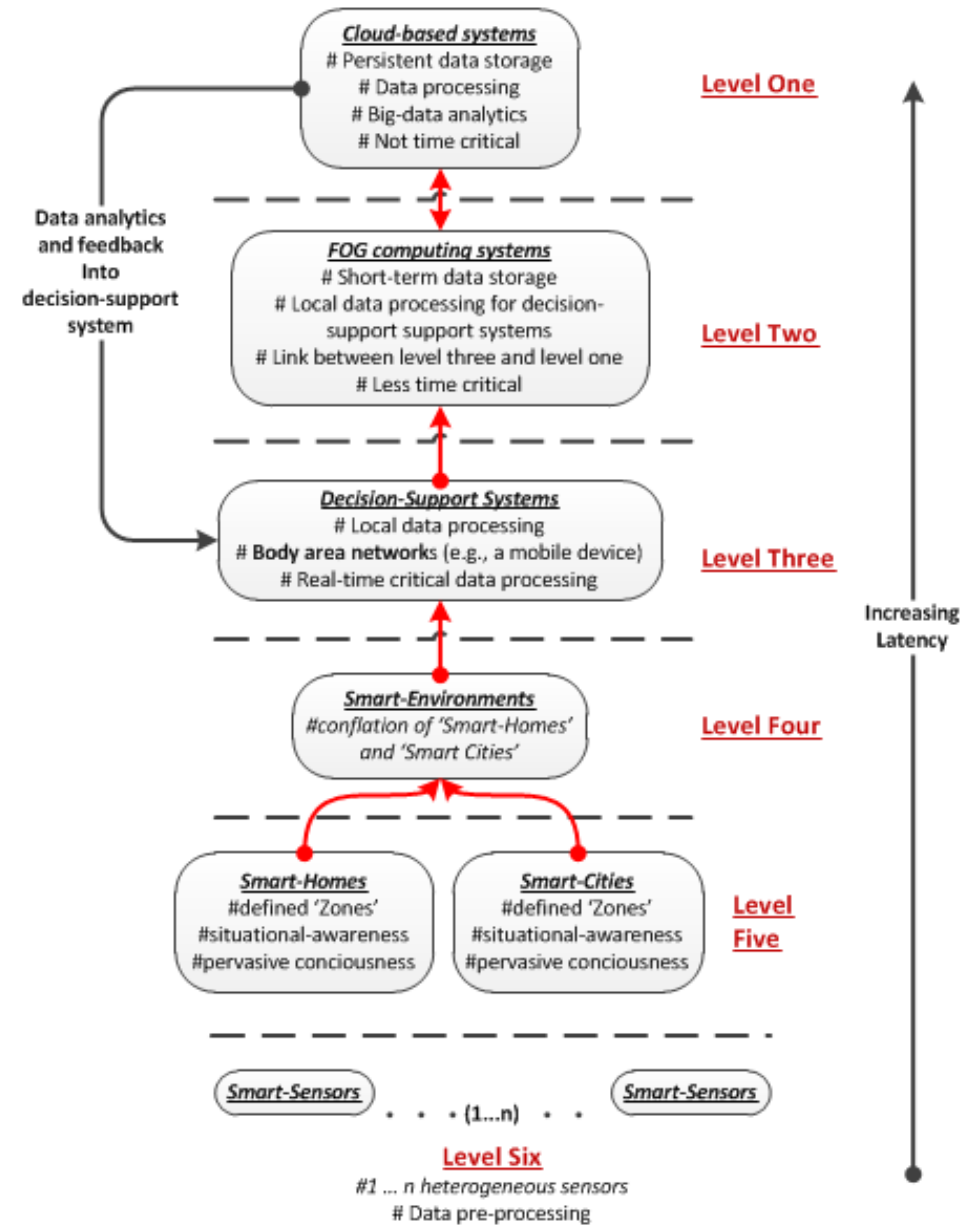 Cloud-based systems
# Persistent data storage
# Data processing
# Big-data analytics
# Not time critical
Level One
Data analytics
and feedback
Into
decision-support
system
FOG computing systems
# Short-term data storage
# Local data processing for decision-
support support systems
# Link between level three and level one
# Less time critical
Level Two
Decision-Support Systems
# Local data processing
# Body area networks (e.g., a mobile device)
# Real-time critical data processing
Level Three
Increasing
Latency
Smart-Environments
#conflation of ‘Smart-Homes’
and ‘Smart Cities’
Level Four
Smart-Homes
#defined ‘Zones’
#situational-awareness
#pervasive conciousness
Smart-Cities
#defined ‘Zones’
#situational-awareness
#pervasive conciousness
Level
Five
Smart-Sensors
. . . (1...n) . .
Smart-Sensors
Level Six
#1 ... n heterogeneous sensors
# Data pre-processing